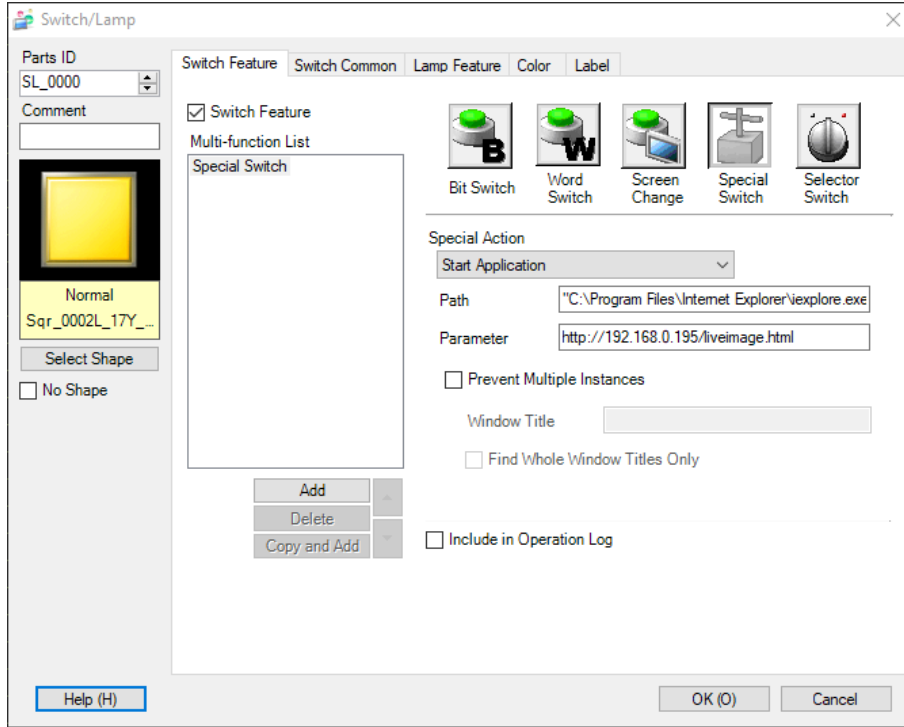 Switch/Lamp
Parts ID
SL_0000
Comment
Normal
Sqr_0002L_17Y_...
Select Shape
No Shape
Help (H)
Switch Feature
Switch Common
Lamp Feature
Color
Label
Switch Feature
Multi-function List
Special Switch
Add
Delete
Copy and Add
B
W
Bit Switch
Word
Switch
Screen
Change
Special
Switch
Selector
Switch
Special Action
Start Application
Path
"C:\Program Files\Internet Explorer\iexplore.exe
Parameter
http://192.168.0.195/liveimage.html
Prevent Multiple Instances
Window Title
Find Whole Window Titles Only
Include in Operation Log
OK (O)
Cancel